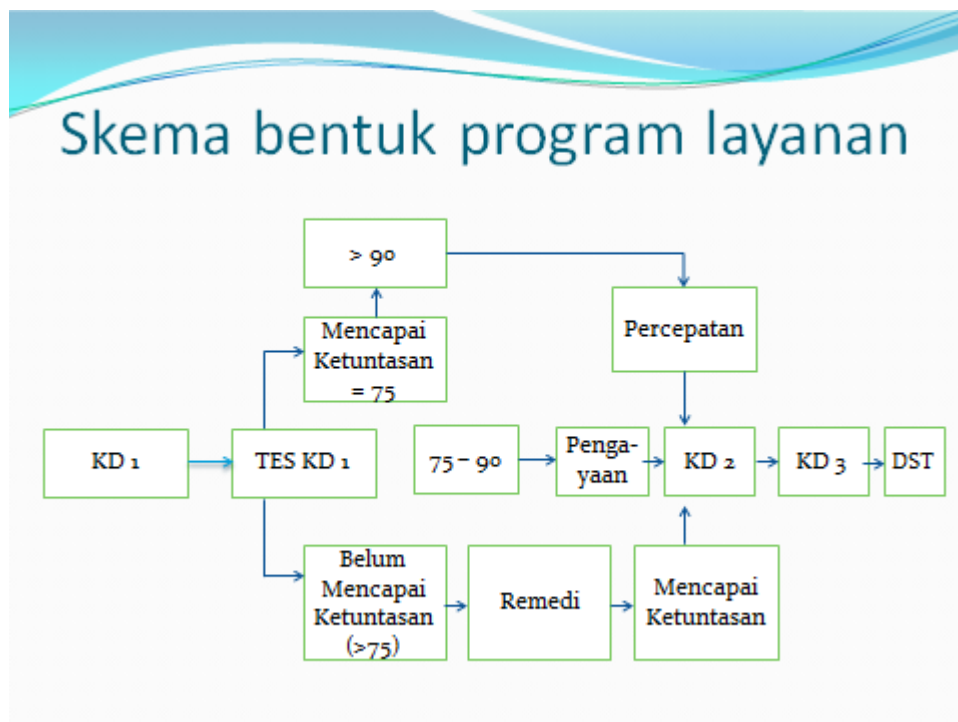 Skema bentuk program layanan
> 90
Mencapai
Ketuntasan
= 75
Percepatan
KD 1
TES KD 1
75 – 90
Penga-
yaan
KD 2
KD 3
DST
Belum
Mencapai
Ketuntasan
(>75)
Remedi
Mencapai
Ketuntasan